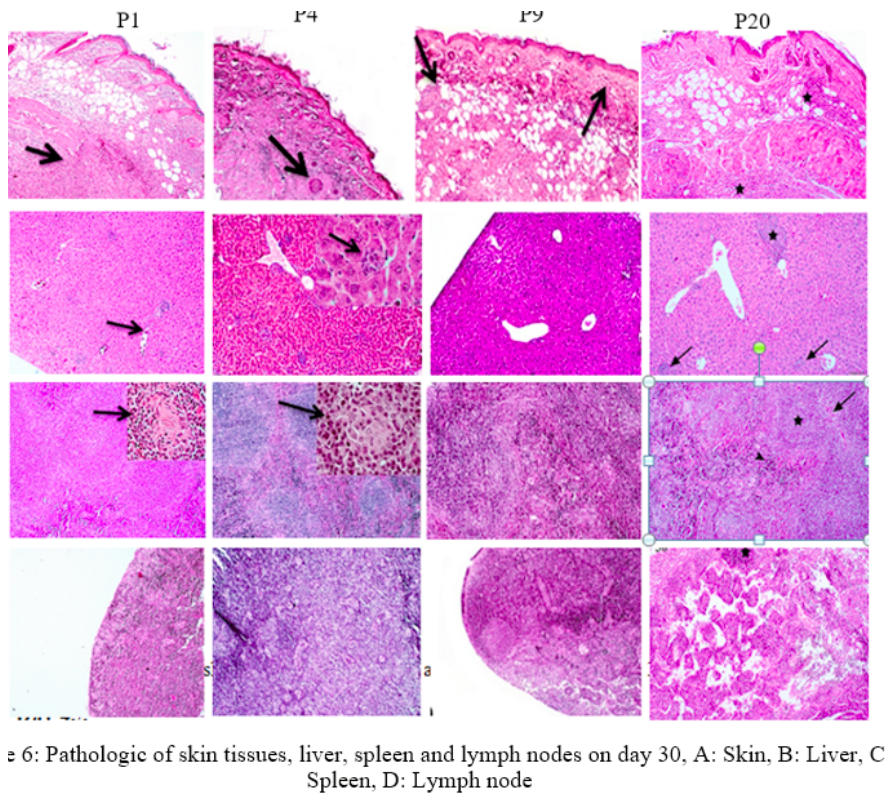 P1 P4 P9 P20
e 6: Pathologic of skin tissues, liver, spleen and lymph nodes on day 30, A: Skin, B: Liver, C
Spleen, D: Lymph node